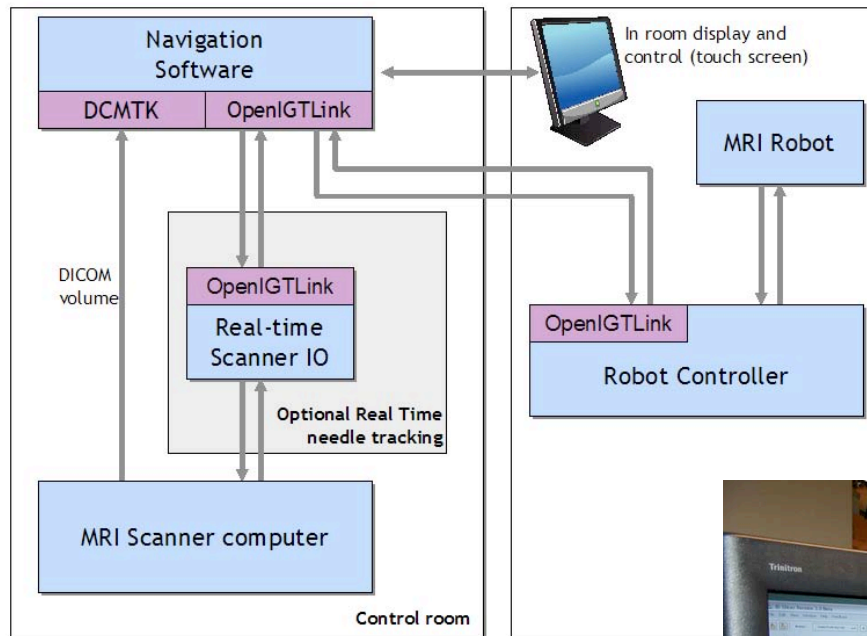 Navigation
Software
DCMTK
OpenIGTLink
In room display and
control (touch screen)
MRI Robot
DICOM
volume
OpenIGTLink
Real-time
Scanner IO
Optional Real Time
needle tracking
OpenIGTLink
Robot Controller
MRI Scanner computer
Control room
Trinitron